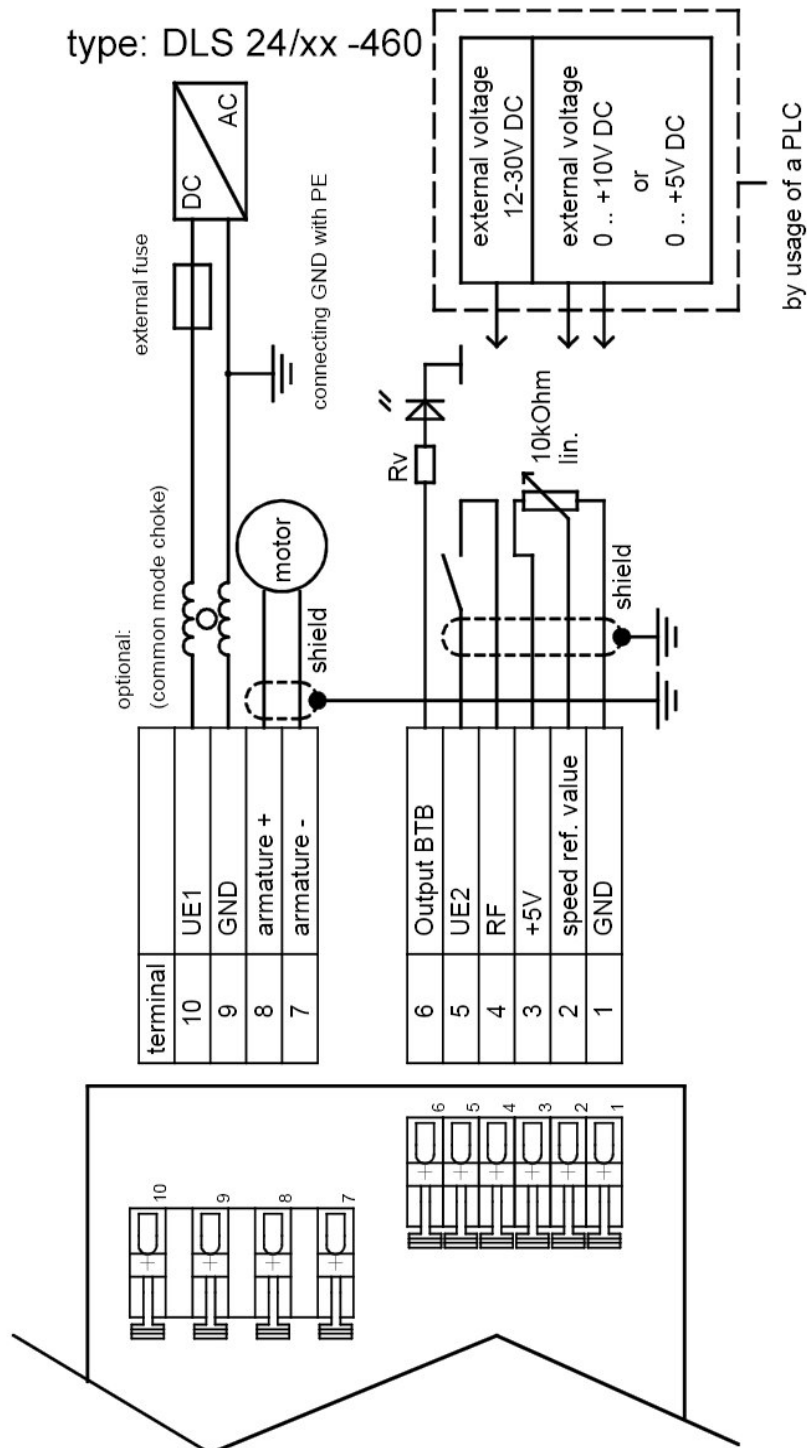 type: DLS 24/xx -460
AC
DC
external fuse
connecting GND with PE
optional:
(common mode choke)
motor
shield
external voltage
12-30V DC
external voltage
0 .. +10V DC
or
0 .. +5V DC
by usage of a PLC
Rv
10kOhm
lin.
shield
terminal
10 UE1
9 GND
8 armature +
7 armature -
6 Output BTB
5 UE2
4 RF
3 +5V
2 speed ref. value
1 GND
10
9
8
7
6
5
4
3
2
1